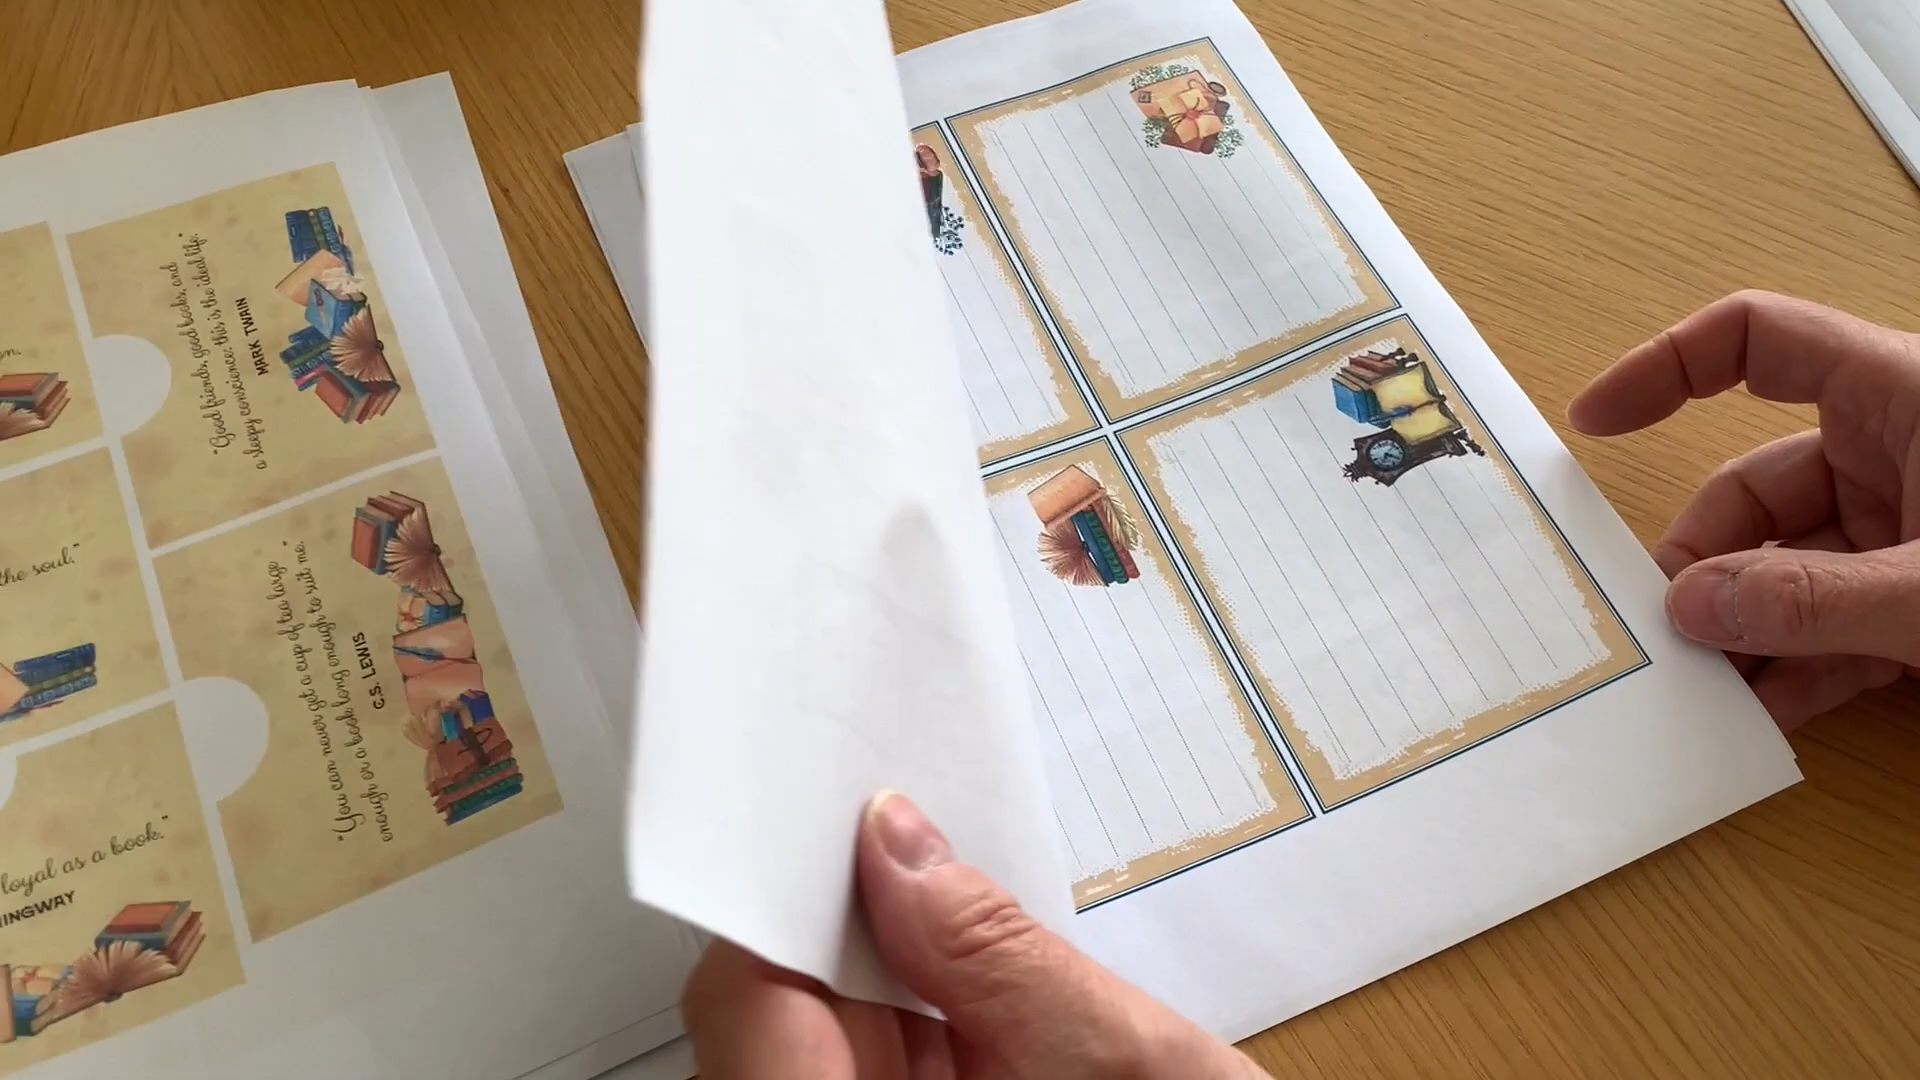 on.
"Good friends, good books, and
a sleepy conscience: this is the ideal life."
MARK TWAIN
the soul."
"You can never get a cup of tea large
enough or a book long enough to suit me."
C.S. LEWIS
loyal as a book."
INGWAY